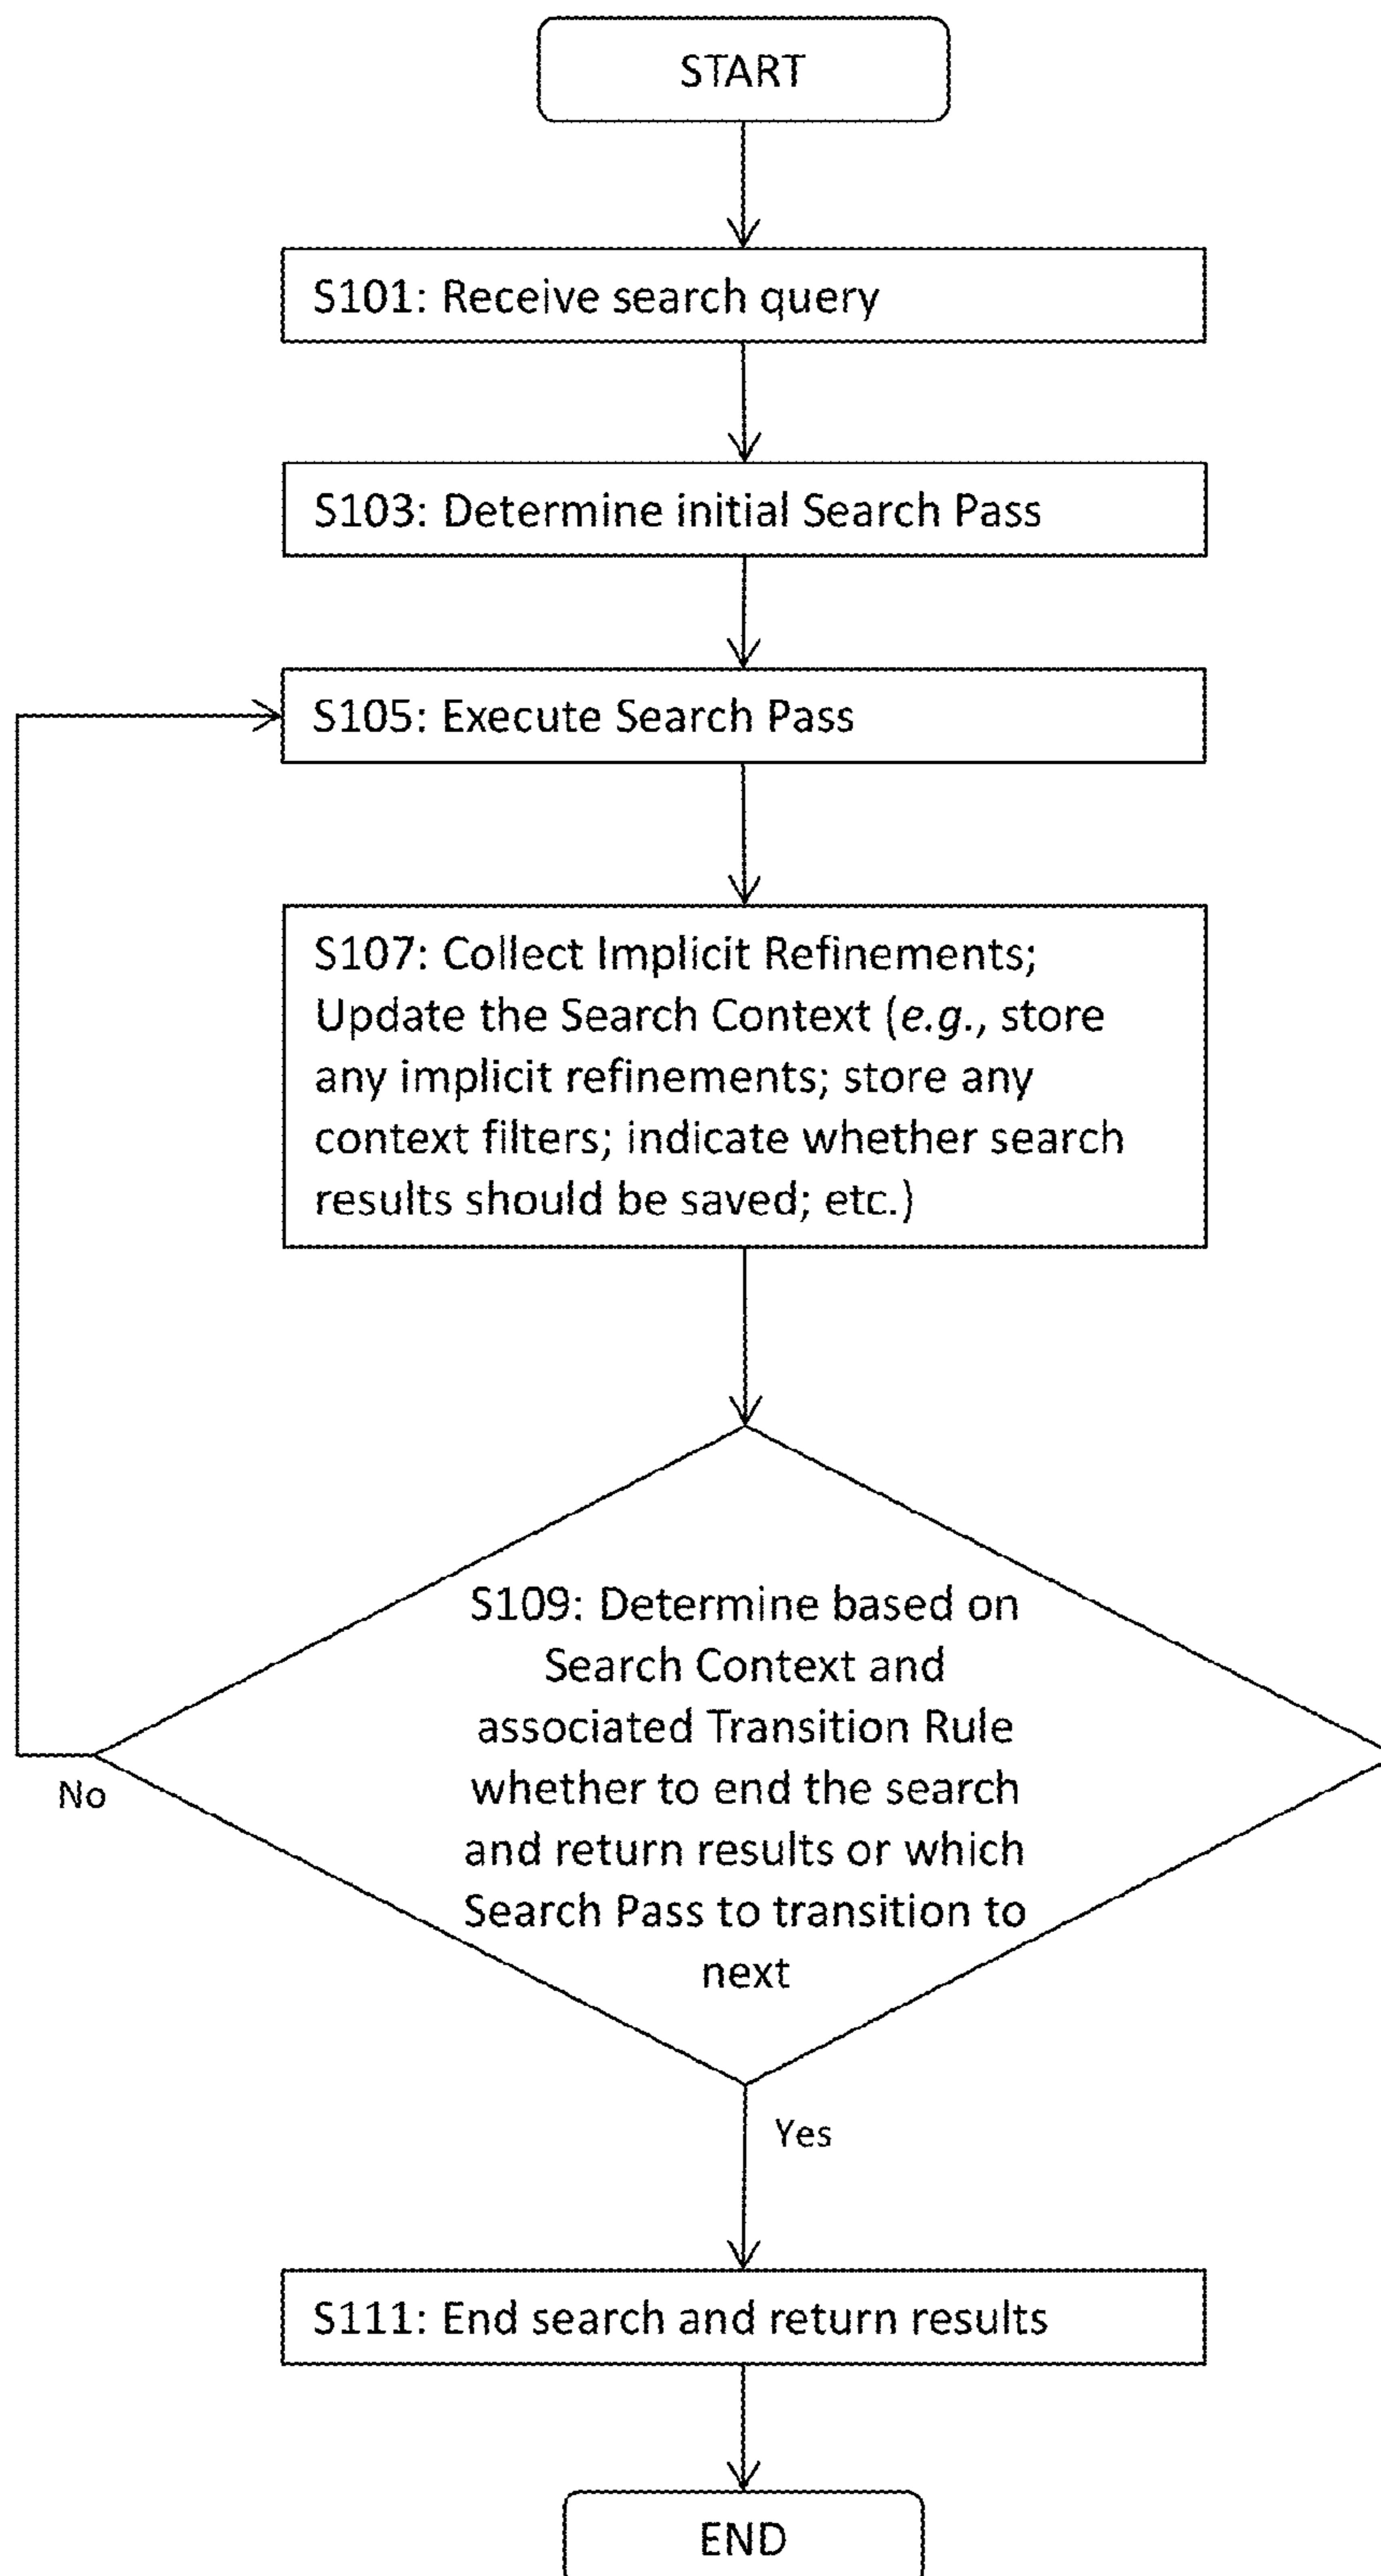 START
S101: Receive search query
S103: Determine initial Search Pass
S105: Execute Search Pass
S107: Collect Implicit Refinements;
Update the Search Context (e.g., store
any implicit refinements; store any
context filters; indicate whether search
results should be saved; etc.)
S109: Determine based on
Search Context and
associated Transition Rule
whether to end the search
and return results or which
Search Pass to transition to
next
No
Yes
S111: End search and return results
END